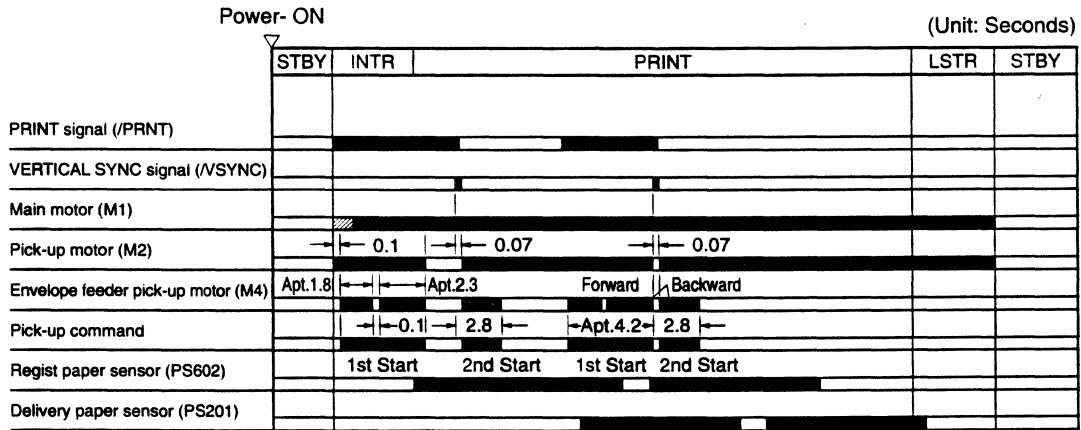 Power- ON
(Unit: Seconds)
STBY INTR PRINT LSTR STBY
PRINT signal (/PRNT)
VERTICAL SYNC signal (/VSYNC)
Main motor (M1)
Pick-up motor (M2) 0.1 0.07 0.07
Envelope feeder pick-up motor (M4) Apt.1.8 Apt.2.3 Forward Backward
Pick-up command 0.1 2.8 Apt.4.2 2.8
Regist paper sensor (PS602) 1st Start 2nd Start 1st Start 2nd Start
Delivery paper sensor (PS201)